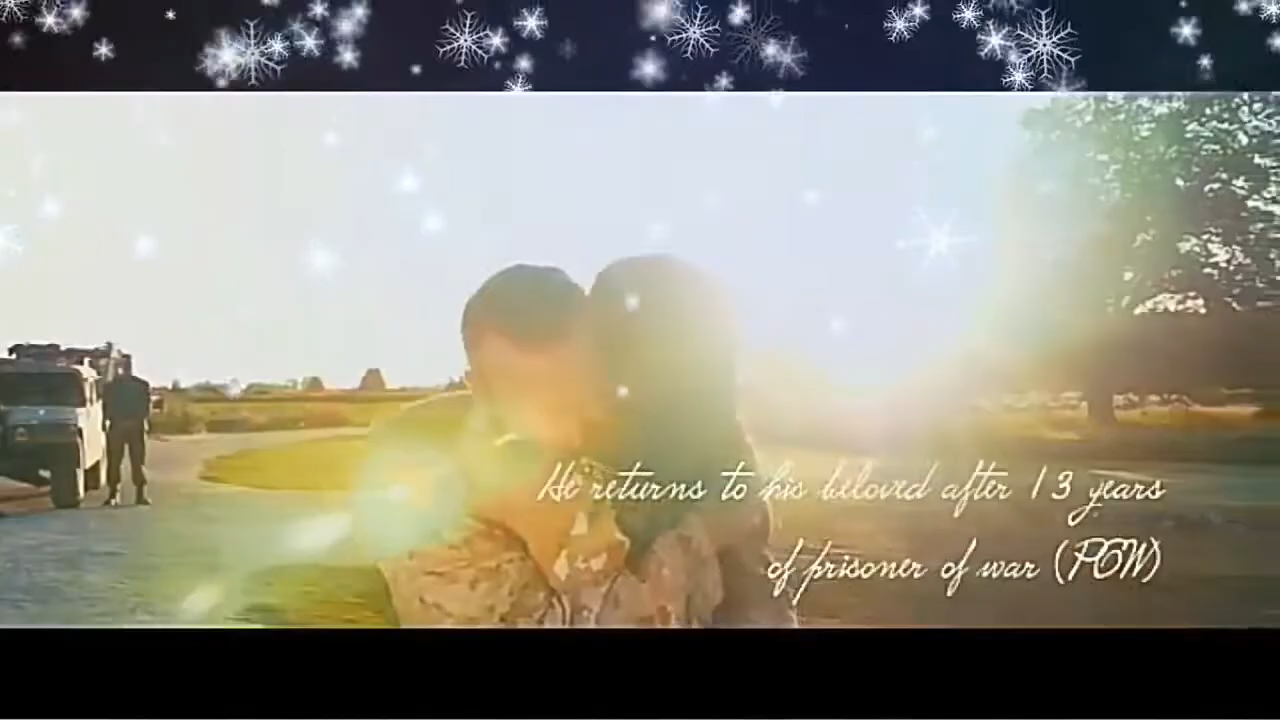 He returns to his beloved after 13 years
of prisoner of war (POW)